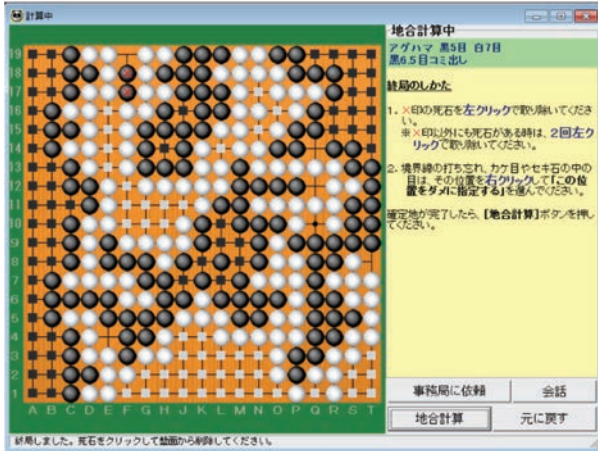 計算中
地合計算中
アゲハマ 黒5目 白7目
黒6.5目コミ出し
終局のしかた
1. ×印の死石を左クリックで取り除いてくださ
い。
※×印以外にも死石がある時は、2回左ク
リックで取り除いてください。
2. 境界線の打ち忘れ、カケ目やセキ石の中の
目は、その位置を右クリックして「この位
置をダメに指定する」を選んでください。
確定地が完了したら、【地合計算】ボタンを押し
てください。
19
18
17
16
15
14
13
12
11
10
9
8
7
6
5
4
3
2
1
A B C D E F G H J K L M N O P Q R S T
事務局に依頼 会話
地合計算 元に戻す
終局しました。死石をクリックして盤面から削除してください。